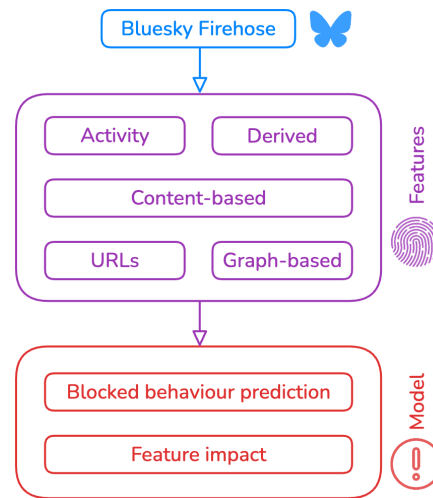 Bluesky Firehose
Activity
Derived
Content-based
URLs
Graph-based
Features
Blocked behaviour prediction
Feature impact
Model